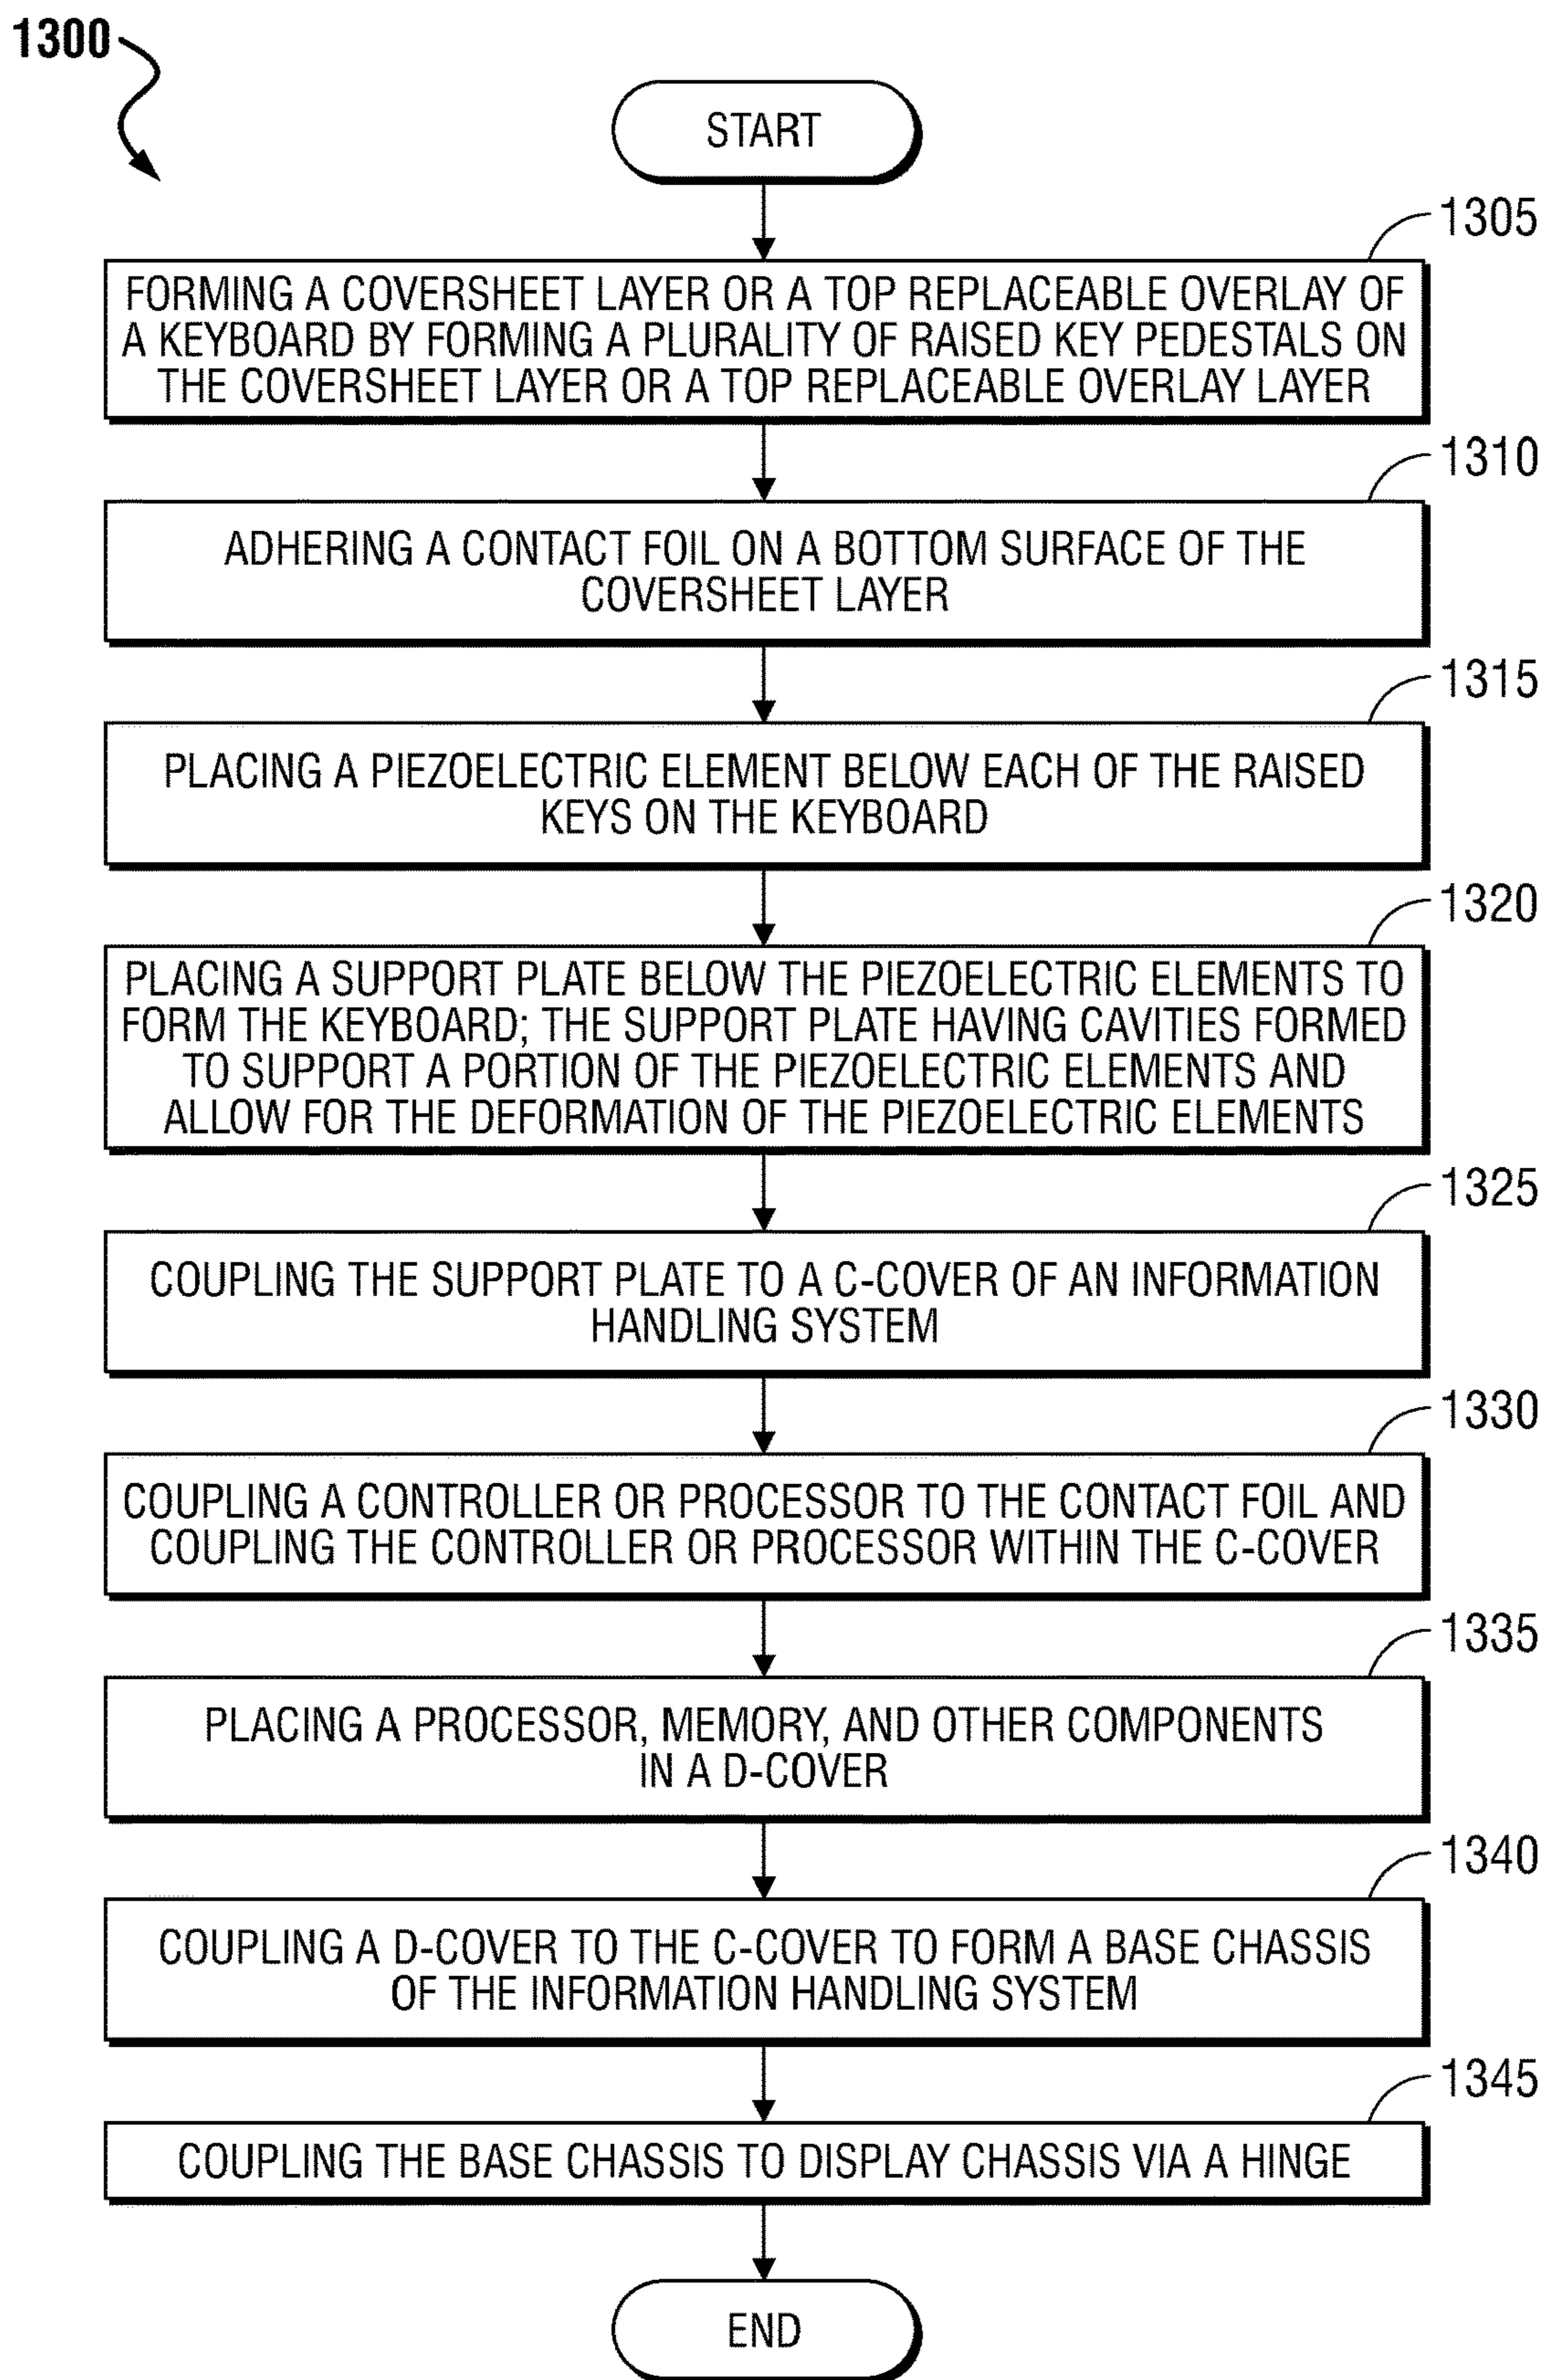 1300
START
1305
FORMING A COVERSHEET LAYER OR A TOP REPLACEABLE OVERLAY OF
A KEYBOARD BY FORMING A PLURALITY OF RAISED KEY PEDESTALS ON
THE COVERSHEET LAYER OR A TOP REPLACEABLE OVERLAY LAYER
1310
ADHERING A CONTACT FOIL ON A BOTTOM SURFACE OF THE
COVERSHEET LAYER
1315
PLACING A PIEZOELECTRIC ELEMENT BELOW EACH OF THE RAISED
KEYS ON THE KEYBOARD
1320
PLACING A SUPPORT PLATE BELOW THE PIEZOELECTRIC ELEMENTS TO
FORM THE KEYBOARD; THE SUPPORT PLATE HAVING CAVITIES FORMED
TO SUPPORT A PORTION OF THE PIEZOELECTRIC ELEMENTS AND
ALLOW FOR THE DEFORMATION OF THE PIEZOELECTRIC ELEMENTS
1325
COUPLING THE SUPPORT PLATE TO A C-COVER OF AN INFORMATION
HANDLING SYSTEM
1330
COUPLING A CONTROLLER OR PROCESSOR TO THE CONTACT FOIL AND
COUPLING THE CONTROLLER OR PROCESSOR WITHIN THE C-COVER
1335
PLACING A PROCESSOR, MEMORY, AND OTHER COMPONENTS
IN A D-COVER
1340
COUPLING A D-COVER TO THE C-COVER TO FORM A BASE CHASSIS
OF THE INFORMATION HANDLING SYSTEM
1345
COUPLING THE BASE CHASSIS TO DISPLAY CHASSIS VIA A HINGE
END